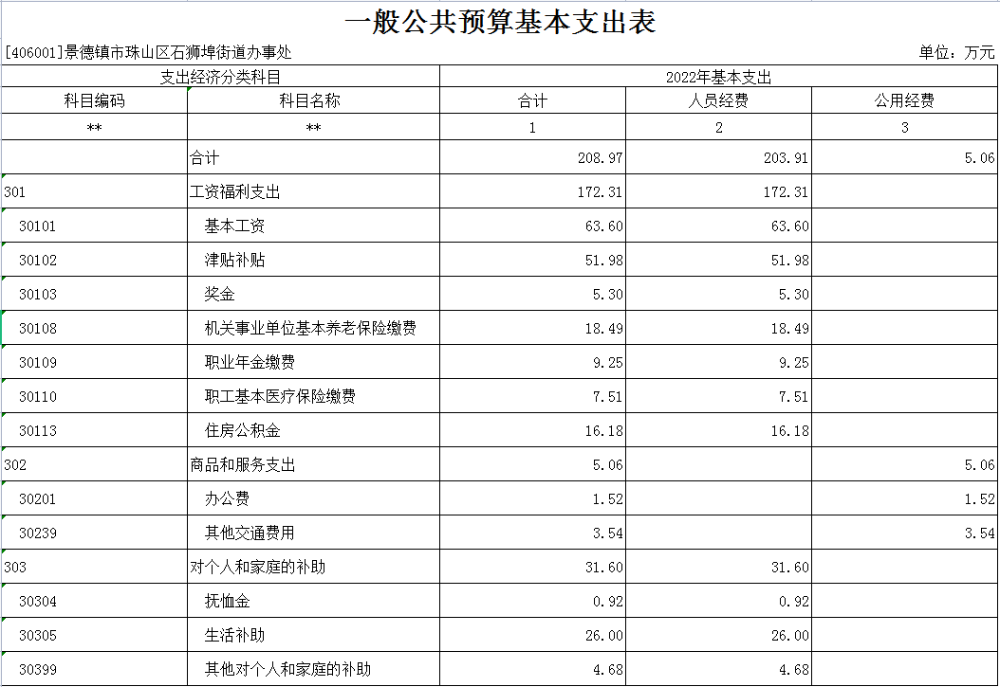 一般公共预算基本支出表
[406001]景德镇市珠山区石狮埠街道办事处 单位：万元
支出经济分类科目 2022年基本支出
科目编码 科目名称 合计 人员经费 公用经费
** ** 1 2 3
合计 208.97 203.91 5.06
301 工资福利支出 172.31 172.31
30101 基本工资 63.60 63.60
30102 津贴补贴 51.98 51.98
30103 奖金 5.30 5.30
30108 机关事业单位基本养老保险缴费 18.49 18.49
30109 职业年金缴费 9.25 9.25
30110 职工基本医疗保险缴费 7.51 7.51
30113 住房公积金 16.18 16.18
302 商品和服务支出 5.06 5.06
30201 办公费 1.52 1.52
30239 其他交通费用 3.54 3.54
303 对个人和家庭的补助 31.60 31.60
30304 抚恤金 0.92 0.92
30305 生活补助 26.00 26.00
30399 其他对个人和家庭的补助 4.68 4.68